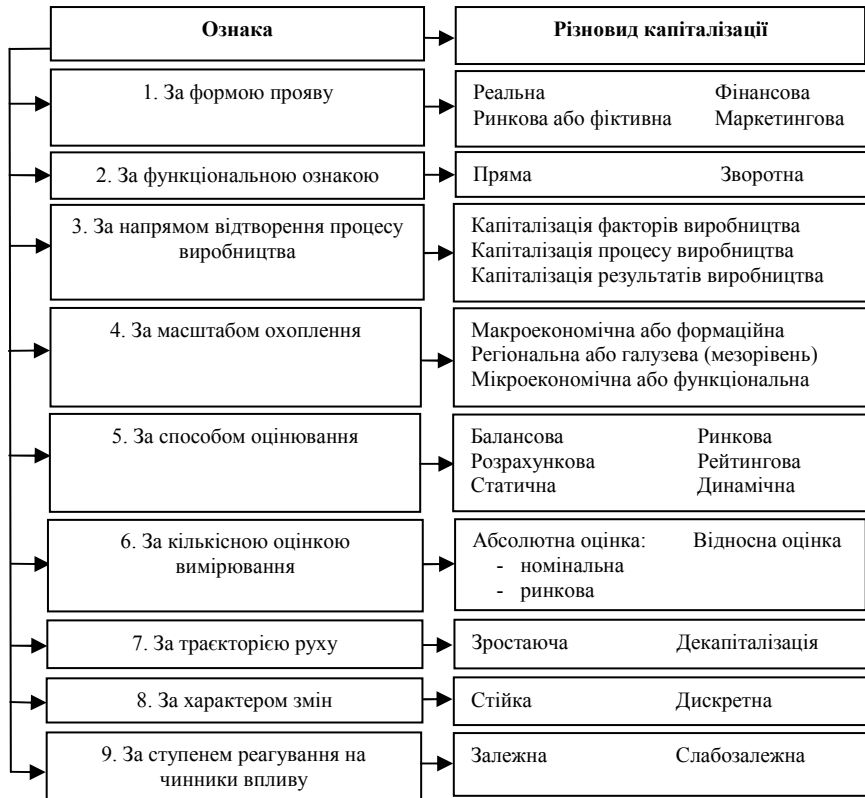 Ознака
Різновид капіталізації
1. За формою прояву
Реальна Фінансова
Ринкова або фіктивна Маркетингова
2. За функціональною ознакою
Пряма Зворотна
3. За напрямом відтворення процесу
виробництва
Капіталізація факторів виробництва
Капіталізація процесу виробництва
Капіталізація результатів виробництва
4. За масштабом охоплення
Макроекономічна або формаційна
Регіональна або галузева (мезорівень)
Мікроекономічна або функціональна
5. За способом оцінювання
Балансова Ринкова
Розрахункова Рейтингова
Статична Динамічна
6. За кількісною оцінкою
вимірювання
Абсолютна оцінка: Відносна оцінка
- номінальна
- ринкова
7. За траєкторією руху
Зростаюча Декапіталізація
8. За характером змін
Стійка Дискретна
9. За ступенем реагування на
чинники впливу
Залежна Слабозалежна